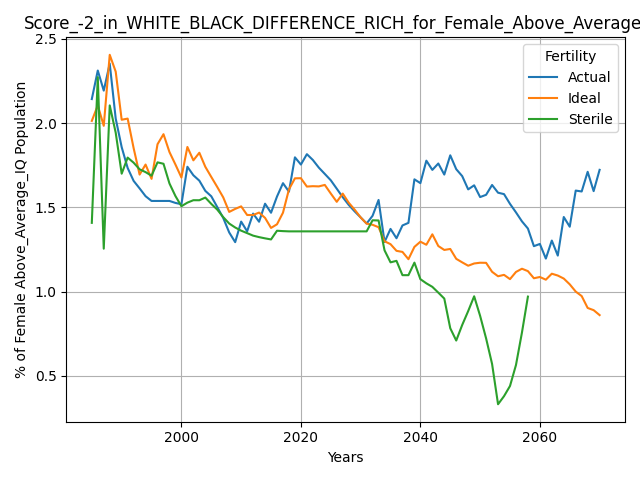 Score_-2_in_WHITE_BLACK_DIFFERENCE_RICH_for_Female_Above_Average
2.5
2.0
1.5
1.0
0.5
% of Female Above_Average_IQ Population
Fertility
Actual
Ideal
Sterile
2000
2020
2040
2060
Years